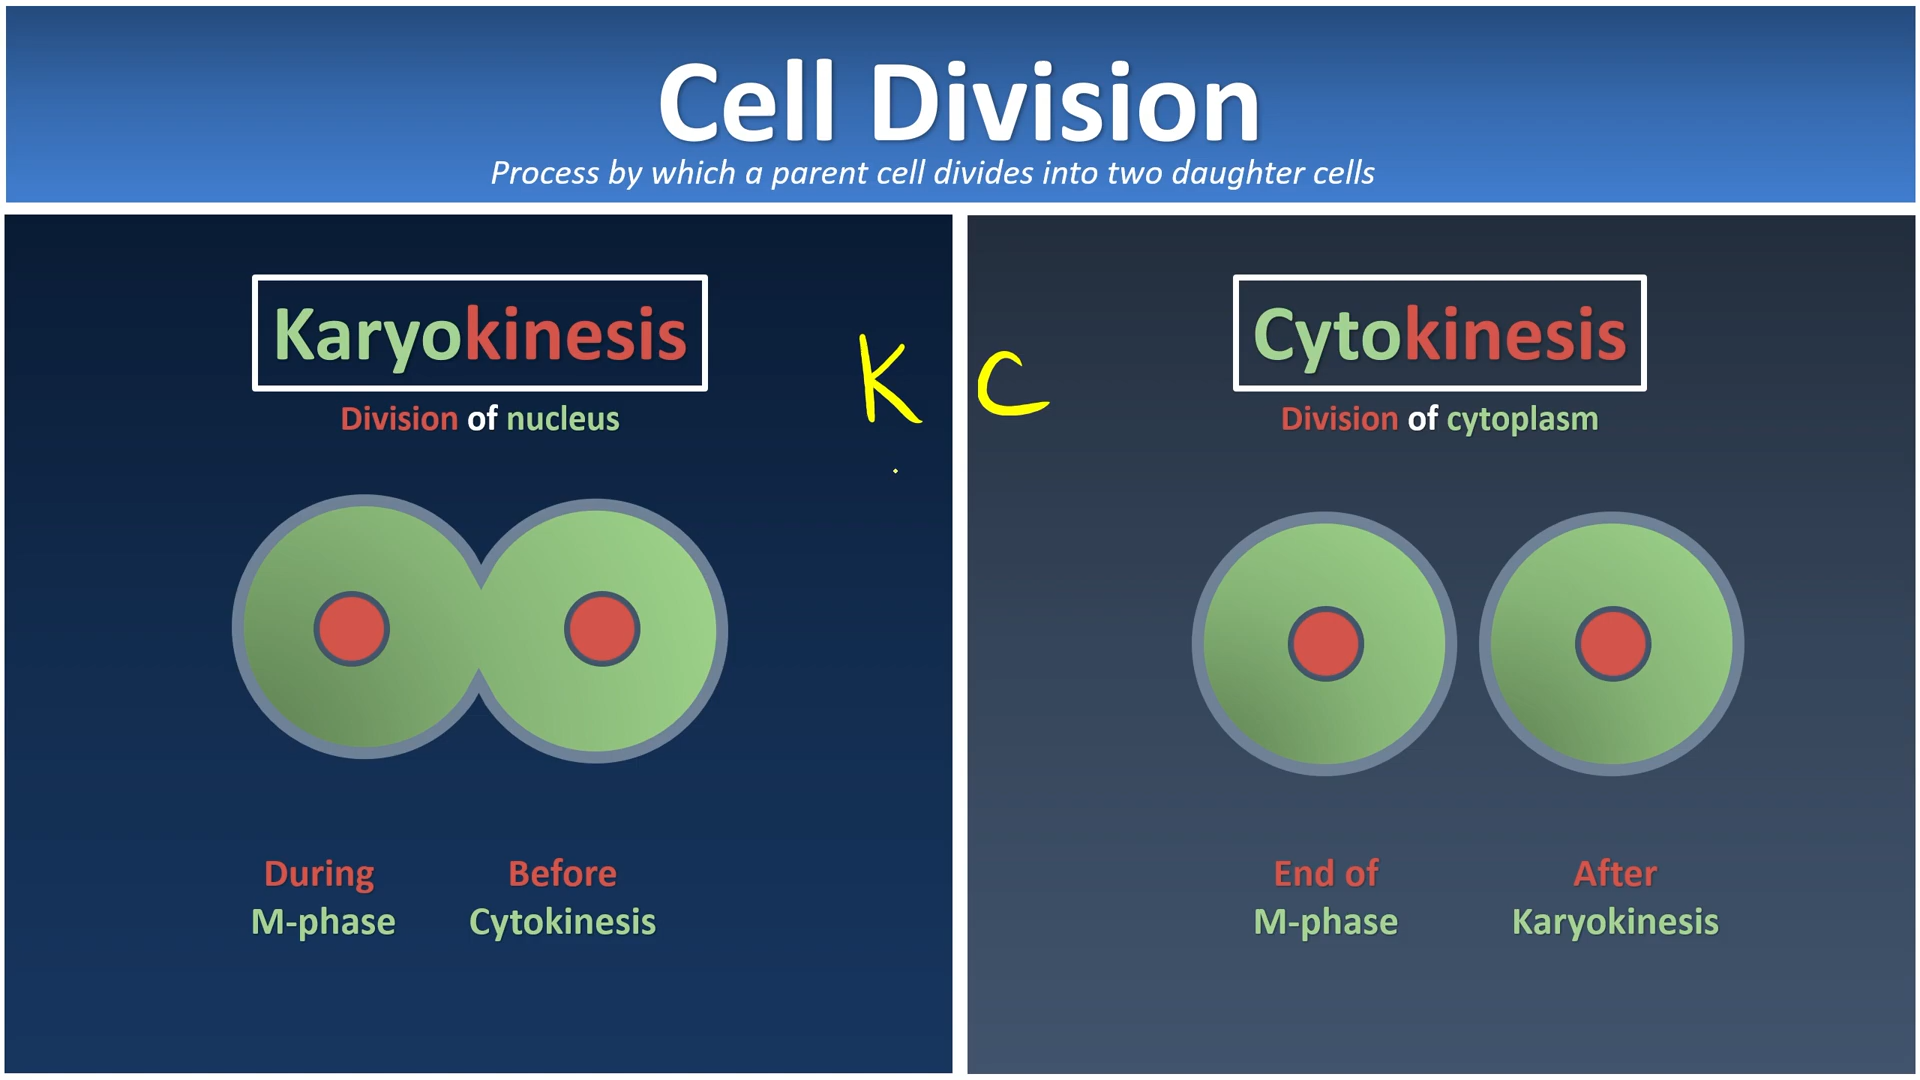 Cell Division
Process by which a parent cell divides into two daughter cells
Karyokinesis
Division of nucleus
K C
Cytokinesis
Division of cytoplasm
During
M-phase
Before
Cytokinesis
End of
M-phase
After
Karyokinesis